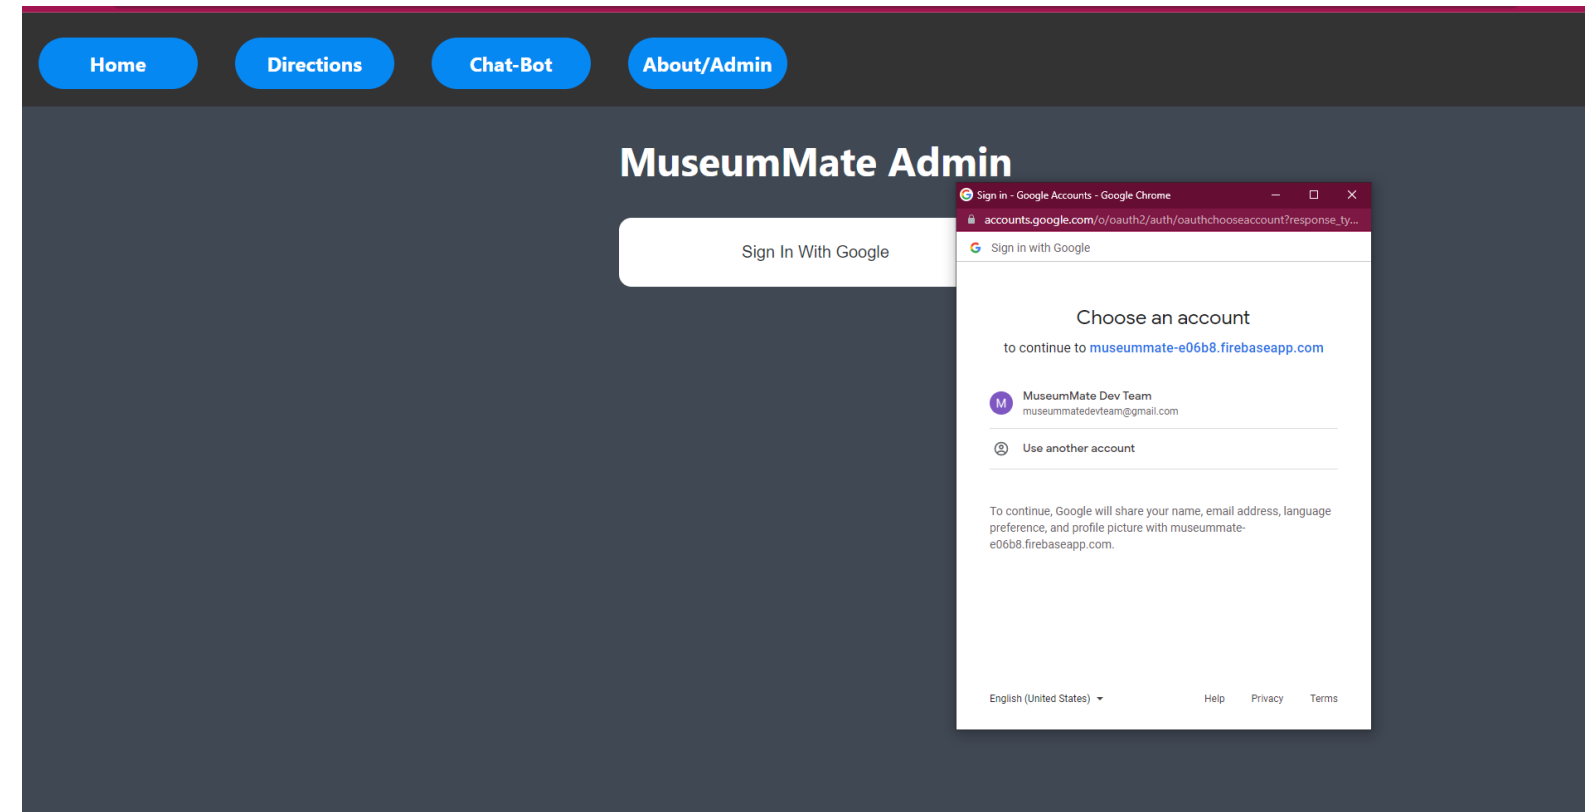 Home Directions Chat-Bot About/Admin
MuseumMate Admin
Sign In With Google
Sign in - Google Accounts - Google Chrome
accounts.google.com/o/oauth2/auth/oauthchooseaccount?response_ty...
Sign in with Google
Choose an account
to continue to museummate-e06b8.firebaseapp.com
M
MuseumMate Dev Team
museummatedevteam@gmail.com
Use another account
To continue, Google will share your name, email address, language
preference, and profile picture with museummate-
e06b8.firebaseapp.com.
English (United States) Help Privacy Terms